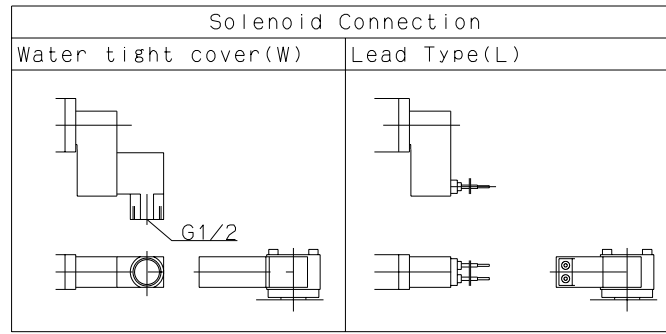 Solenoid Connection
Water tight cover(W)
Lead Type(L)
G1/2